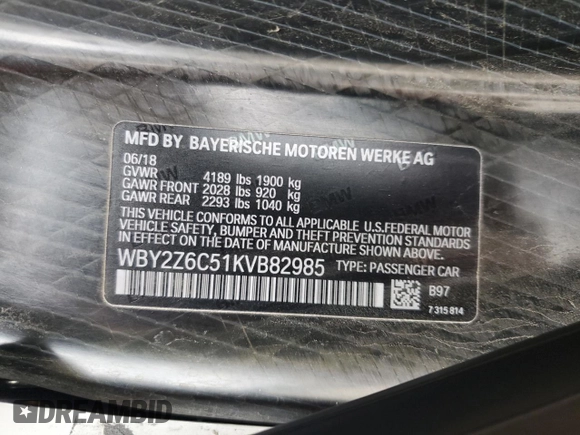 MFD BY BAYERISCHE MOTOREN WERKE AG
06/18
GVWR 4189 lbs 1900 kg
GAWR FRONT 2028 lbs 920 kg
GAWR REAR 2293 lbs 1040 kg
THIS VEHICLE CONFORMS TO ALL APPLICABLE U.S.FEDERAL MOTOR
VEHICLE SAFETY, BUMPER AND THEFT PREVENTION STANDARDS
IN EFFECT ON THE DATE OF MANUFACTURE SHOWN ABOVE.
WBY2Z6C51KVB82985 TYPE: PASSENGER CAR
B97
7 315 814
DREAMBID